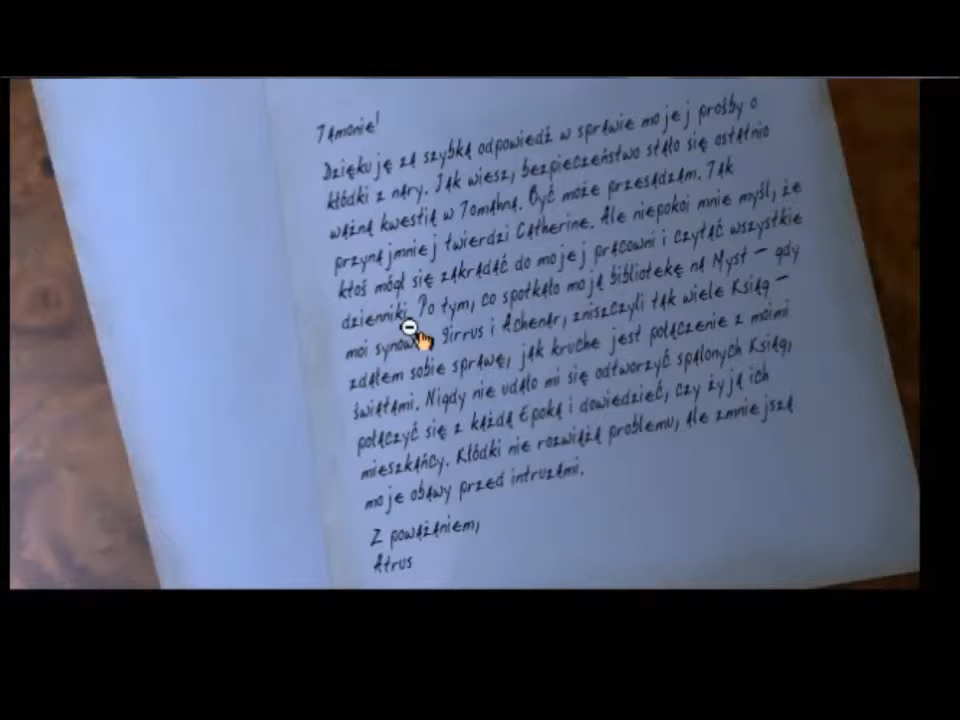 Tamonie!
Dziękuję za szybką odpowiedź w sprawie mojej prośby o
kłódki z nary. Jak wiesz, bezpieczeństwo stało się ostatnio
ważną kwestią w Tomahna. Być może przesadzam. Tak
przynajmniej twierdzi Catherine. Ale niepokoi mnie myśl, że
ktoś mógł się zakradać do mojej pracowni i czytać wszystkie
dzienniki. Po tym, co spotkało moją bibliotekę na Myst – gdy
moi i Achenar, zniszczyli tak wiele Ksiąg –
zdałem sobie sprawę, jak kruche jest połączenie z moimi
światami. Nigdy nie udało mi się odtworzyć spalonych Ksiąg,
połączyć się z każdą Epoką i dowiedzieć, czy żyją ich
mieszkańcy. Kłódki nie rozwiążą problemu, ale zmniejszą
moje obawy przed intruzami.
Z poważaniem,
Atrus